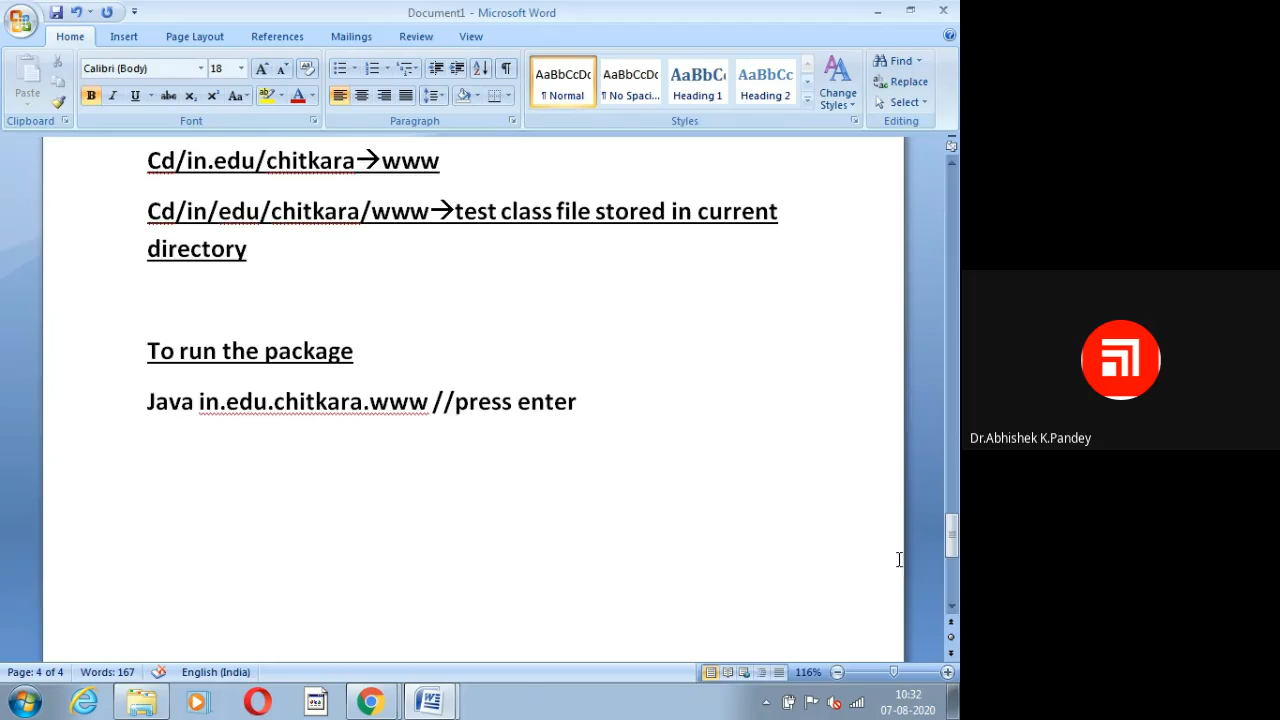 Document1 - Microsoft Word
Home Insert Page Layout References Mailings Review View
Paste
Calibri (Body) 18
AaBbCcDc AaBbCcDc AaBbC AaBbCc
¶ Normal ¶ No Spaci... Heading 1 Heading 2
Change Styles
Find
Replace
Select
Clipboard Font Paragraph Styles Editing
Cd/in.edu/chitkara→www
Cd/in/edu/chitkara/www→test class file stored in current
directory
To run the package
Java in.edu.chitkara.www //press enter
Dr.Abhishek K.Pandey
Page: 4 of 4 Words: 167 English (India) 116%
10:32
07-08-2020